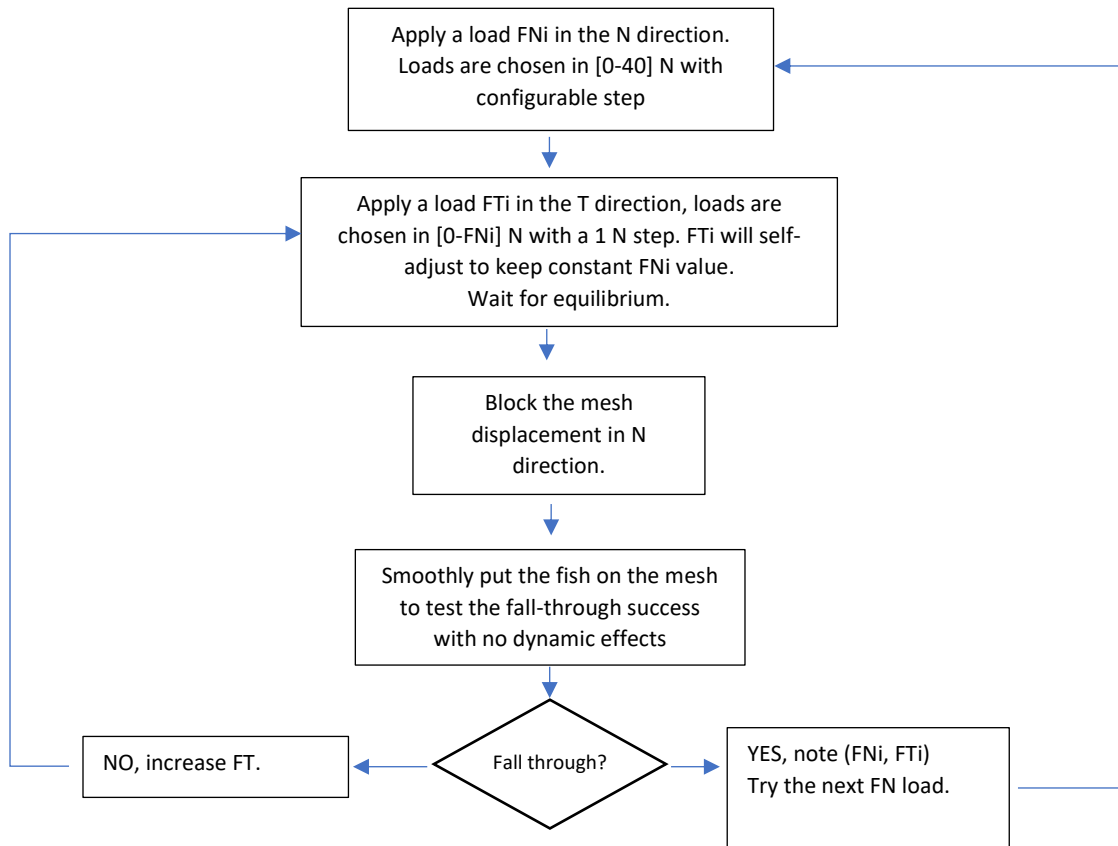 Apply a load FNi in the N direction.
Loads are chosen in [0-40] N with
configurable step
Apply a load FTi in the T direction, loads are
chosen in [0-FNi] N with a 1 N step. FTi will self-
adjust to keep constant FNi value.
Wait for equilibrium.
Block the mesh
displacement in N
direction.
Smoothly put the fish on the mesh
to test the fall-through success
with no dynamic effects
Fall through?
NO, increase FT.
YES, note (FNi, FTi)
Try the next FN load.